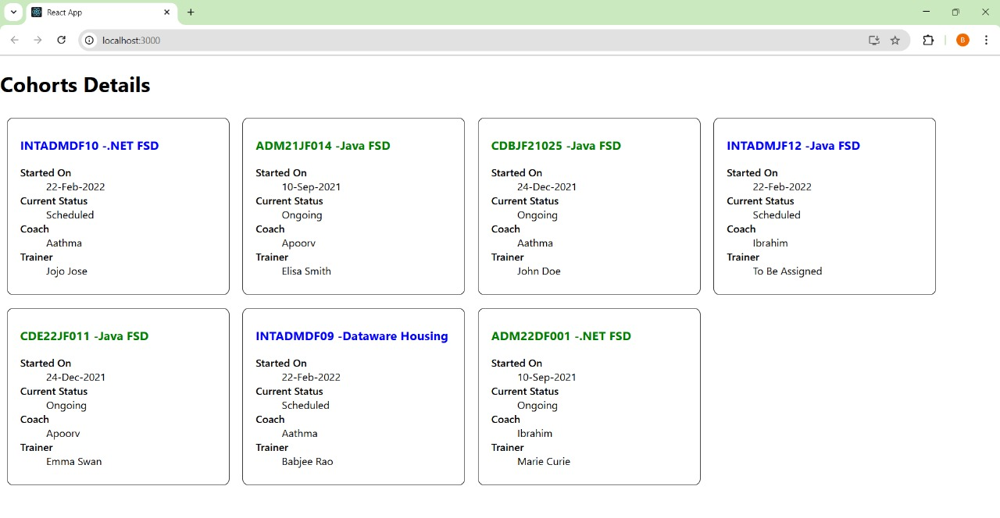 React App
localhost:3000
B
Cohorts Details
INTADMDF10 -.NET FSD
Started On
22-Feb-2022
Current Status
Scheduled
Coach
Aathma
Trainer
Jojo Jose
ADM21JF014 -Java FSD
Started On
10-Sep-2021
Current Status
Ongoing
Coach
Apoorv
Trainer
Elisa Smith
CDBJF21025 -Java FSD
Started On
24-Dec-2021
Current Status
Ongoing
Coach
Aathma
Trainer
John Doe
INTADMJF12 -Java FSD
Started On
22-Feb-2022
Current Status
Scheduled
Coach
Ibrahim
Trainer
To Be Assigned
CDE22JF011 -Java FSD
Started On
24-Dec-2021
Current Status
Ongoing
Coach
Apoorv
Trainer
Emma Swan
INTADMDF09 -Dataware Housing
Started On
22-Feb-2022
Current Status
Scheduled
Coach
Aathma
Trainer
Babjee Rao
ADM22DF001 -.NET FSD
Started On
10-Sep-2021
Current Status
Ongoing
Coach
Ibrahim
Trainer
Marie Curie